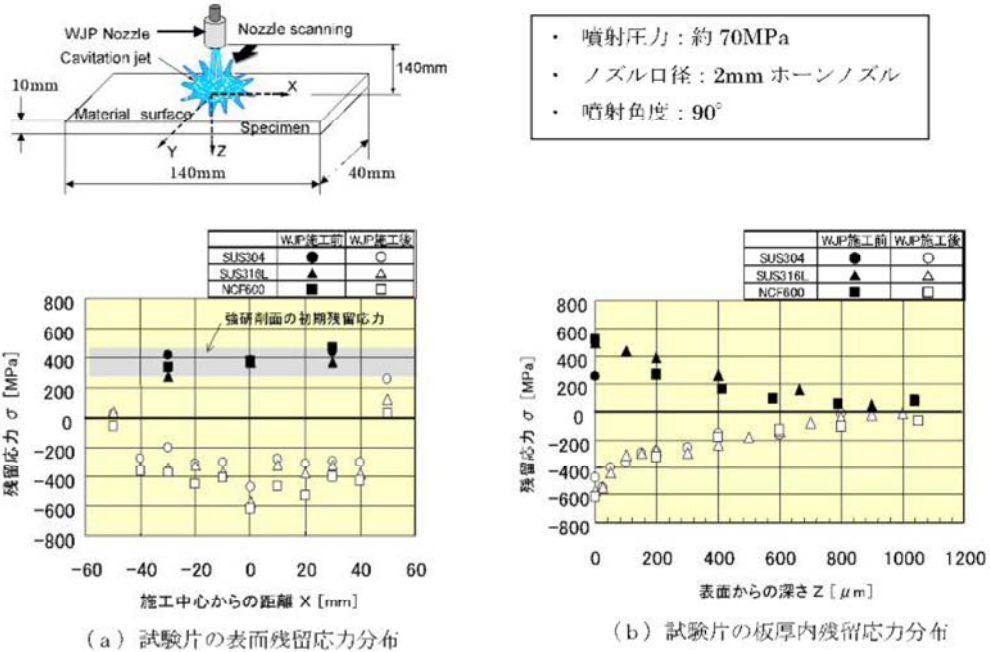 WJP Nozzle
Nozzle scanning
Cavitation jet
140mm
10mm
X
Material surface
Specimen
Y
Z
140mm
40mm
・ 噴射圧力：約 70MPa
・ ノズル口径：2mm ホーンノズル
・ 噴射角度：90°
WJP施工前 WJP施工後
SUS304
SUS316L
NCF600
強研削面の初期残留応力
800
600
400
200
0
-200
-400
-600
-800
残留応力 σ [MPa]
-60 -40 -20 0 20 40 60
施工中心からの距離 X [mm]
(a) 試験片の表面残留応力分布
WJP施工前 WJP施工後
SUS304
SUS316L
NCF600
800
600
400
200
0
-200
-400
-600
-800
残留応力 σ [MPa]
0 200 400 600 800 1000 1200
表面からの深さ Z [μm]
(b) 試験片の板厚内残留応力分布